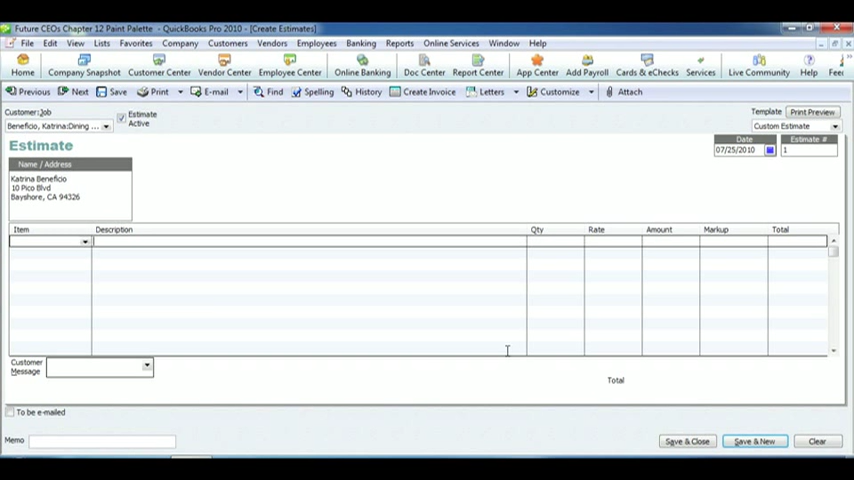 Future CEOs Chapter 12 Paint Palette - QuickBooks Pro 2010 - [Create Estimates]
File Edit View Lists Favorites Company Customers Vendors Employees Banking Reports Online Services Window Help
Home Company Snapshot Customer Center Vendor Center Employee Center Online Banking Doc Center Report Center App Center Add Payroll Cards & eChecks Services Live Community Help Fee
Previous Next Save Print E-mail Find Spelling History Create Invoice Letters Customize Attach
Customer:Job Estimate Active Template Print Preview
Beneficio, Katrina:Dining ... Custom Estimate
Estimate Date Estimate #
07/25/2010 1
Name / Address
Katrina Beneficio
10 Pico Blvd
Bayshore, CA 94326
Item Description Qty Rate Amount Markup Total
Customer Message
Total
To be e-mailed
Memo Save & Close Save & New Clear